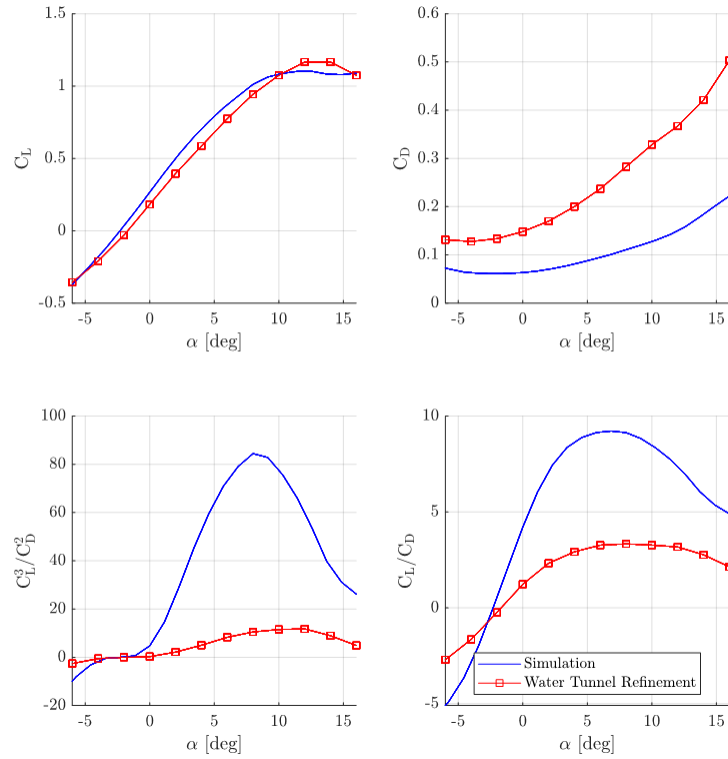 1.5
1
0.5
0
-0.5
C_L
-5 0 5 10 15
α [deg]
0.6
0.5
0.4
0.3
0.2
0.1
0
C_D
-5 0 5 10 15
α [deg]
100
80
60
40
20
0
-20
C_L^3/C_D^2
-5 0 5 10 15
α [deg]
10
5
0
-5
C_L/C_D
Simulation
Water Tunnel Refinement
-5 0 5 10 15
α [deg]